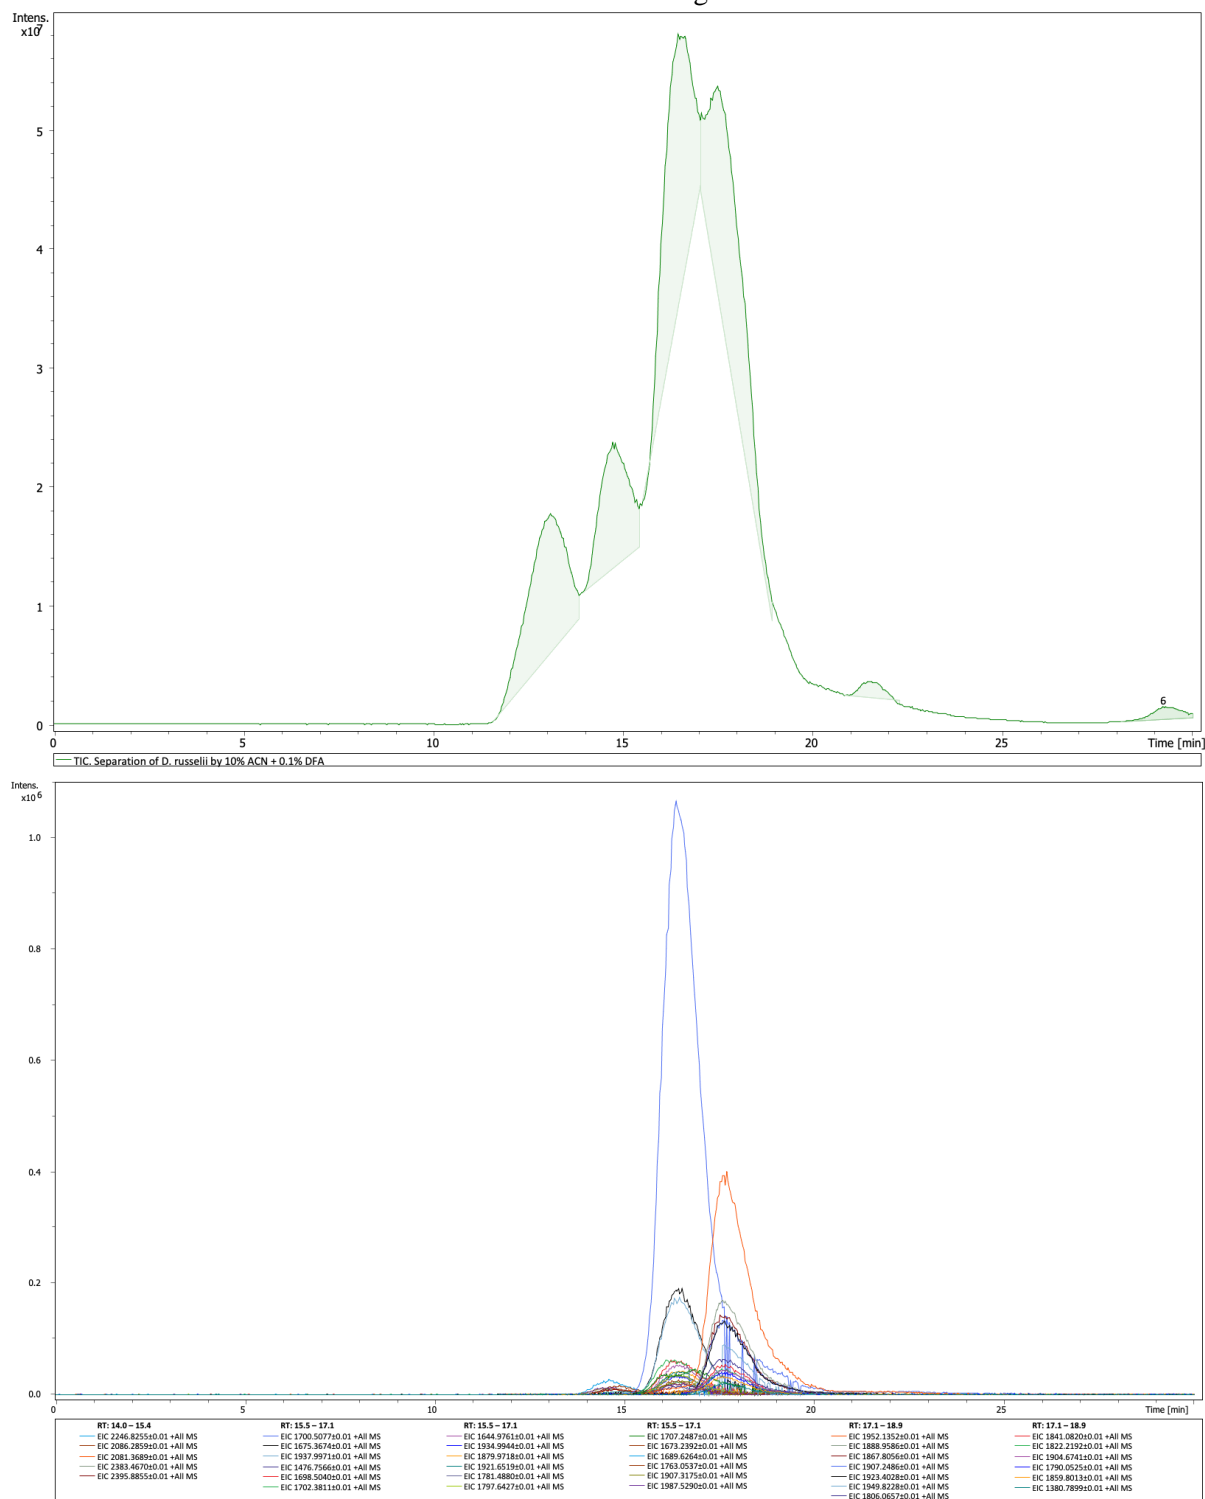 Intens.
x10⁷
5
4
3
2
1
0
6
0 5 10 15 20 25 Time [min]
TIC. Separation of D. russelii by 10% ACN + 0.1% DFA
Intens.
x10⁶
1.0
0.8
0.6
0.4
0.2
0.0
0 5 10 15 20 25 Time [min]
RT: 14.0 – 15.4 RT: 15.5 – 17.1 RT: 15.5 – 17.1 RT: 15.5 – 17.1 RT: 17.1 – 18.9 RT: 17.1 – 18.9
EIC 2246.8255±0.01 +All MS EIC 1700.5077±0.01 +All MS EIC 1644.9761±0.01 +All MS EIC 1707.2487±0.01 +All MS EIC 1952.1352±0.01 +All MS EIC 1841.0820±0.01 +All MS
EIC 2086.2859±0.01 +All MS EIC 1675.3674±0.01 +All MS EIC 1934.9944±0.01 +All MS EIC 1673.2392±0.01 +All MS EIC 1888.9586±0.01 +All MS EIC 1822.2192±0.01 +All MS
EIC 2081.3689±0.01 +All MS EIC 1937.9971±0.01 +All MS EIC 1879.9718±0.01 +All MS EIC 1689.6264±0.01 +All MS EIC 1867.8056±0.01 +All MS EIC 1904.6741±0.01 +All MS
EIC 2383.4670±0.01 +All MS EIC 1476.7566±0.01 +All MS EIC 1921.6519±0.01 +All MS EIC 1763.0537±0.01 +All MS EIC 1907.2486±0.01 +All MS EIC 1790.0525±0.01 +All MS
EIC 2395.8855±0.01 +All MS EIC 1698.5040±0.01 +All MS EIC 1781.4880±0.01 +All MS EIC 1907.3175±0.01 +All MS EIC 1923.4028±0.01 +All MS EIC 1859.8013±0.01 +All MS
EIC 1702.3811±0.01 +All MS EIC 1797.6427±0.01 +All MS EIC 1987.5290±0.01 +All MS EIC 1949.8228±0.01 +All MS EIC 1380.7899±0.01 +All MS
EIC 1806.0657±0.01 +All MS